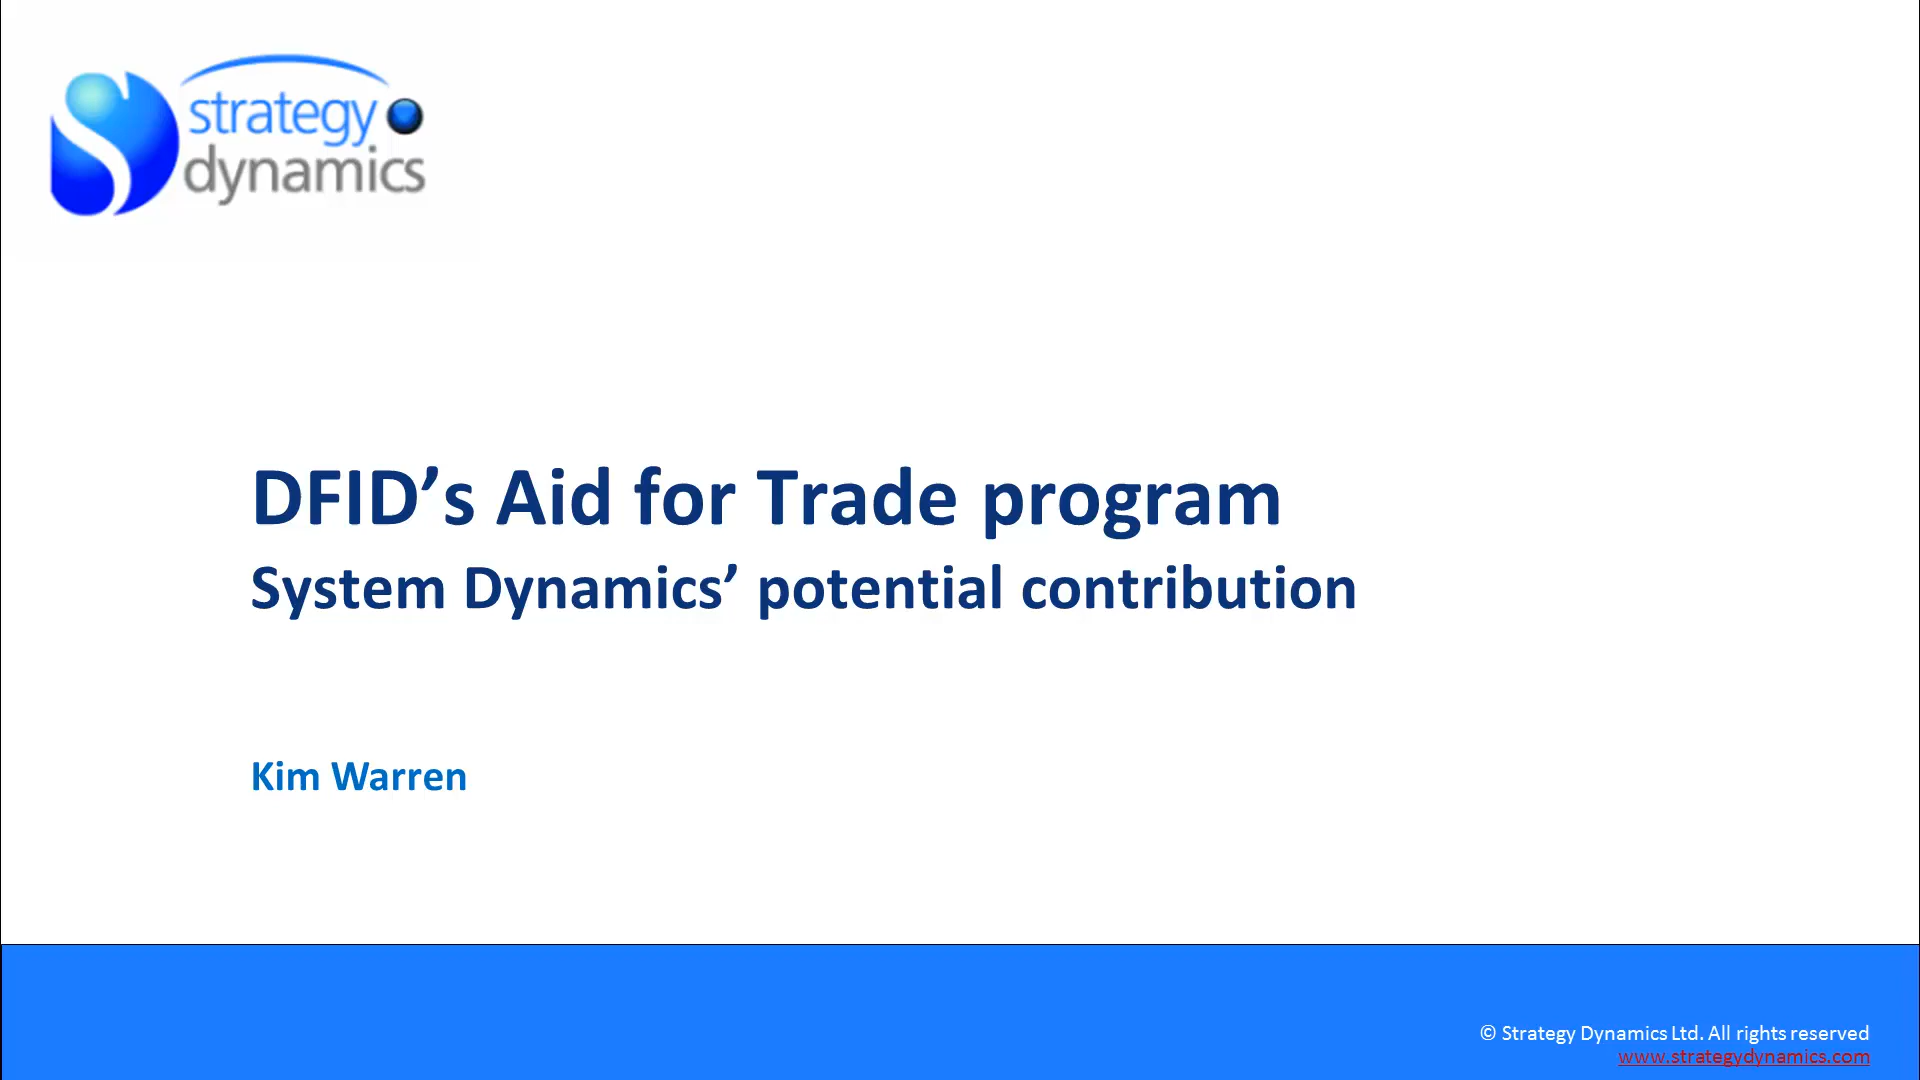 strategy
dynamics
DFID’s Aid for Trade program
System Dynamics’ potential contribution
Kim Warren
© Strategy Dynamics Ltd. All rights reserved
www.strategydynamics.com